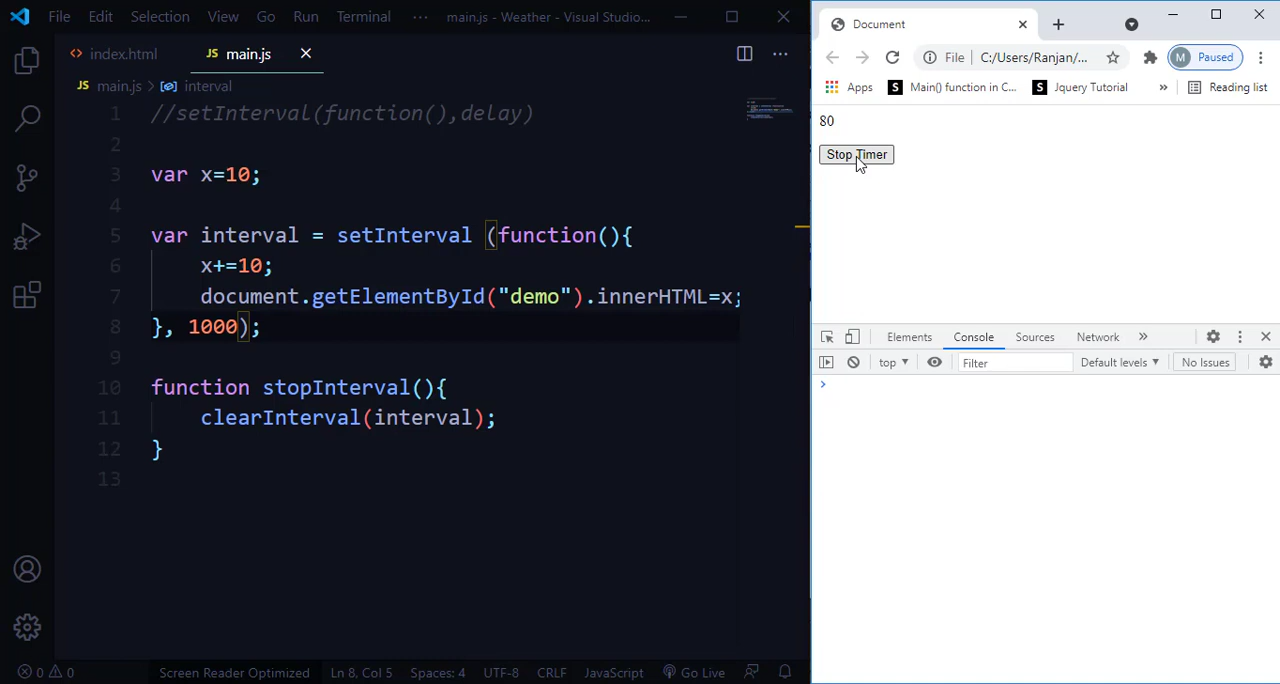 File Edit Selection View Go Run Terminal ··· main.js - Weather - Visual Studio...
index.html JS main.js
JS main.js > interval
1 //setInterval(function(),delay)
2
3 var x=10;
4
5 var interval = setInterval (function(){
6 x+=10;
7 document.getElementById("demo").innerHTML=x;
8 }, 1000);
9
10 function stopInterval(){
11 clearInterval(interval);
12 }
13
0 0 Screen Reader Optimized Ln 8, Col 5 Spaces: 4 UTF-8 CRLF JavaScript Go Live
Document
File C:/Users/Ranjan/... M Paused
Apps S Main() function in C... S Jquery Tutorial » Reading list
80
Stop Timer
Elements Console Sources Network »
top ▼ Filter Default levels ▼ No Issues
>